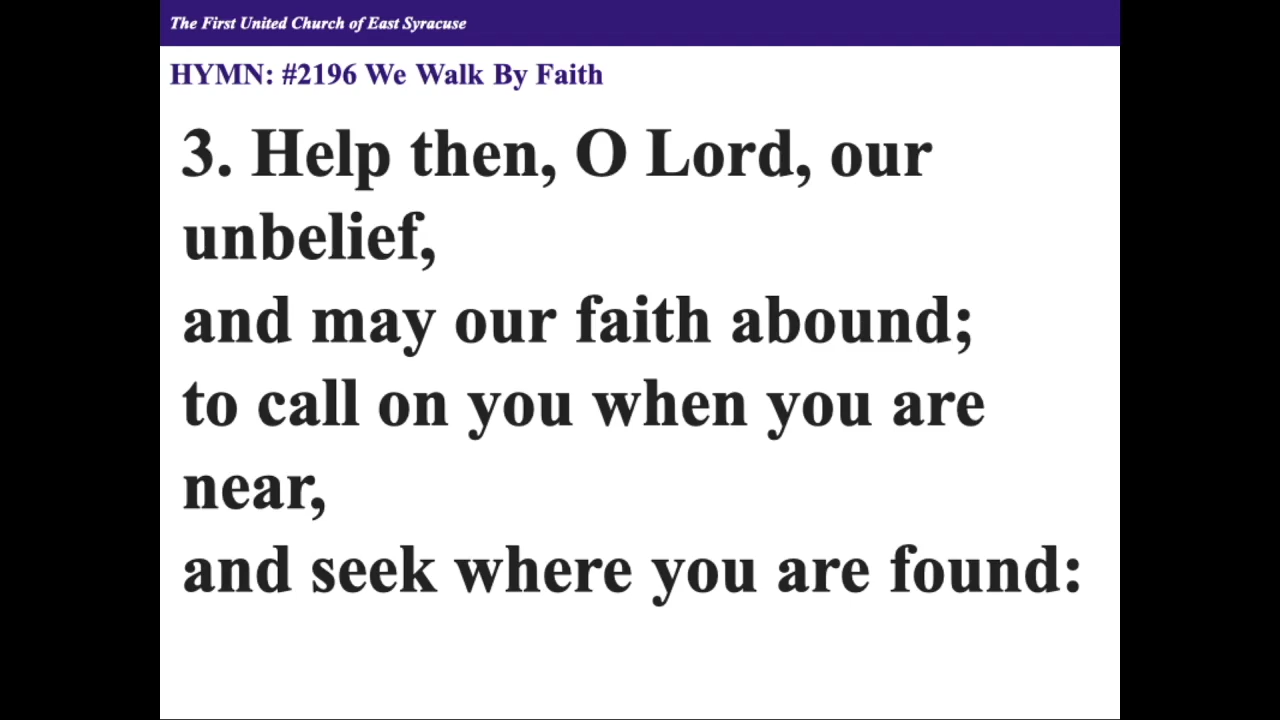 The First United Church of East Syracuse
HYMN: #2196 We Walk By Faith
3. Help then, O Lord, our
unbelief,
and may our faith abound;
to call on you when you are
near,
and seek where you are found: